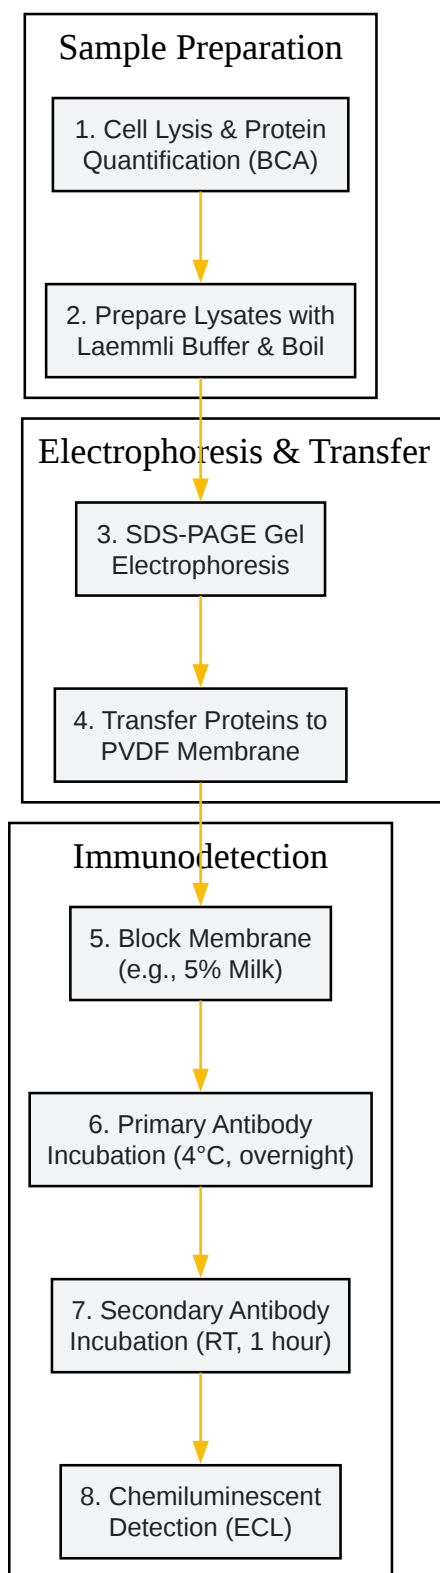 Sample Preparation
1. Cell Lysis & Protein
Quantification (BCA)
2. Prepare Lysates with
Laemmli Buffer & Boil
Electrophoresis & Transfer
3. SDS-PAGE Gel
Electrophoresis
4. Transfer Proteins to
PVDF Membrane
Immunodetection
5. Block Membrane
(e.g., 5% Milk)
6. Primary Antibody
Incubation (4°C, overnight)
7. Secondary Antibody
Incubation (RT, 1 hour)
8. Chemiluminescent
Detection (ECL)